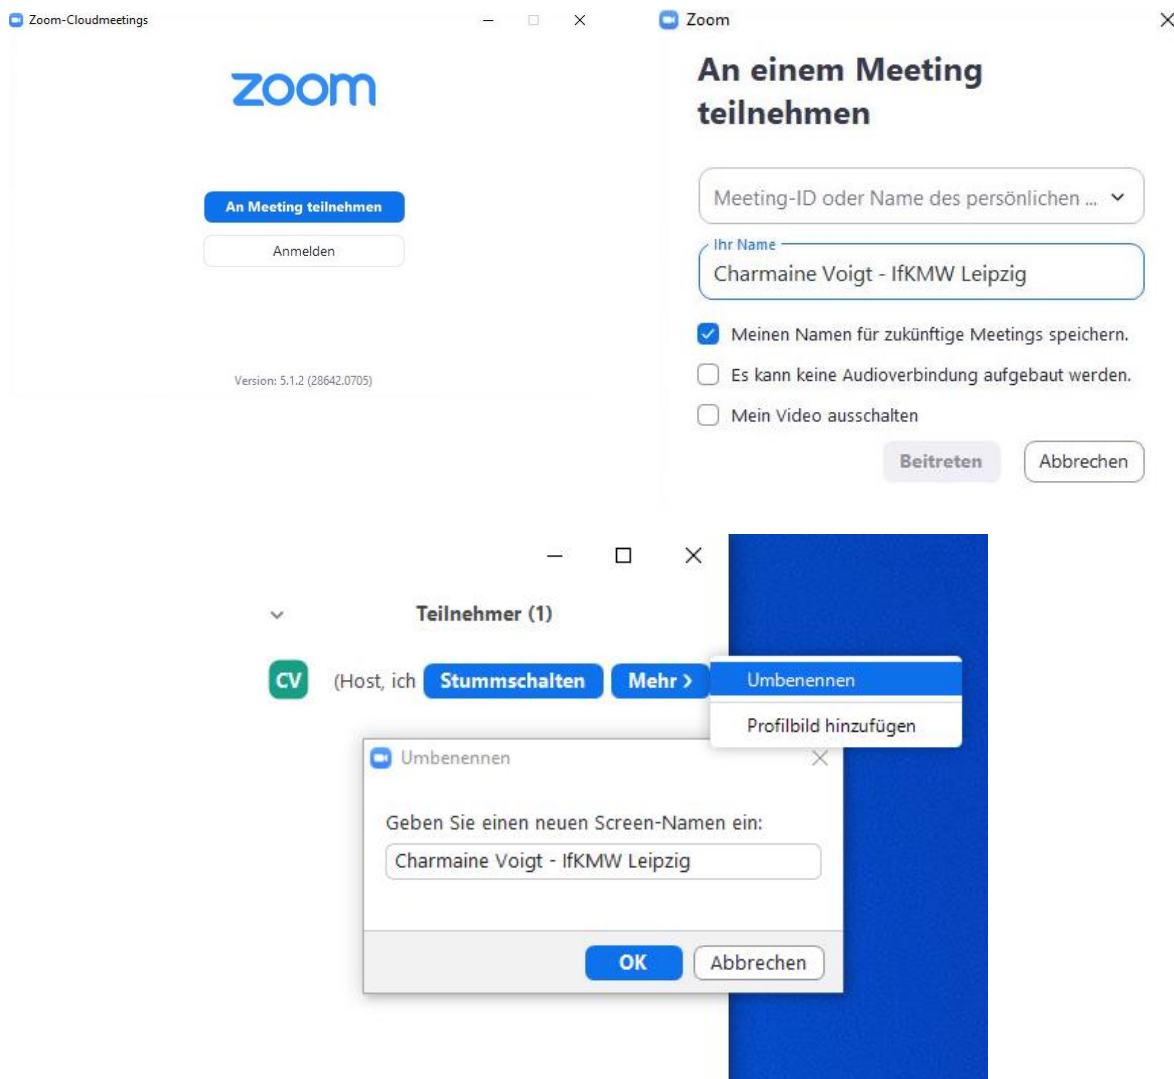 Zoom-Cloudmeetings
zoom
An Meeting teilnehmen
Anmelden
Version: 5.1.2 (28642.0705)
Zoom
An einem Meeting
teilnehmen
Meeting-ID oder Name des persönlichen ...
Ihr Name
Charmaine Voigt - IfKMW Leipzig
Meinen Namen für zukünftige Meetings speichern.
Es kann keine Audioverbindung aufgebaut werden.
Mein Video ausschalten
Beitreten Abbrechen
Teilnehmer (1)
CV (Host, ich Stummschalten Mehr > Umbenennen
Profilbild hinzufügen
Umbenennen
Geben Sie einen neuen Screen-Namen ein:
Charmaine Voigt - IfKMW Leipzig
OK Abbrechen